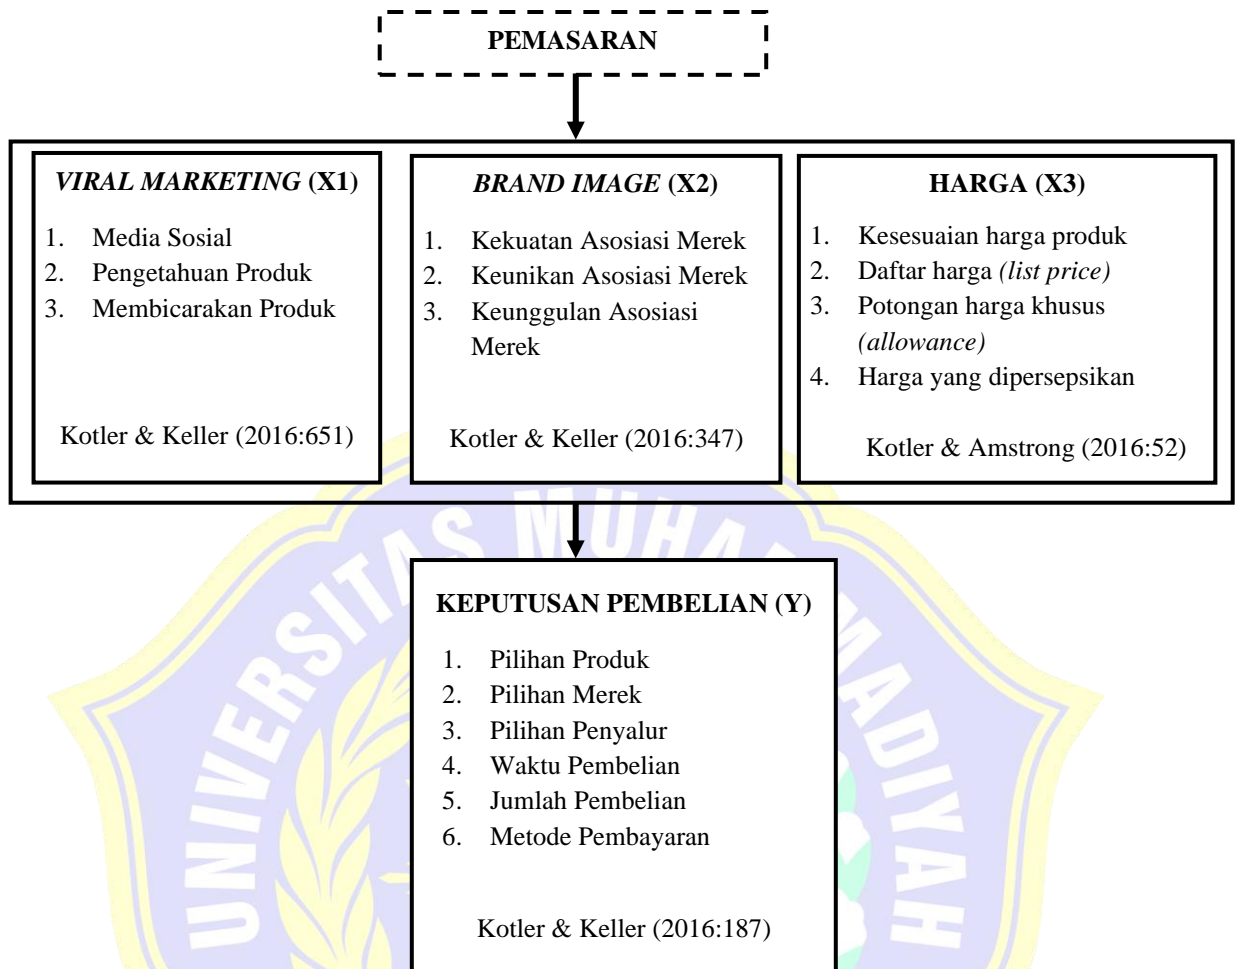 PEMASARAN
VIRAL MARKETING (X1)
1. Media Sosial
2. Pengetahuan Produk
3. Membicarakan Produk
Kotler & Keller (2016:651)
BRAND IMAGE (X2)
1. Kekuatan Asosiasi Merek
2. Keunikan Asosiasi Merek
3. Keunggulan Asosiasi
Merek
Kotler & Keller (2016:347)
HARGA (X3)
1. Kesesuaian harga produk
2. Daftar harga (list price)
3. Potongan harga khusus
(allowance)
4. Harga yang dipersepsikan
Kotler & Amstrong (2016:52)
KEPUTUSAN PEMBELIAN (Y)
1. Pilihan Produk
2. Pilihan Merek
3. Pilihan Penyalur
4. Waktu Pembelian
5. Jumlah Pembelian
6. Metode Pembayaran
Kotler & Keller (2016:187)
UNIVERSITAS MUHAMMADIYAH